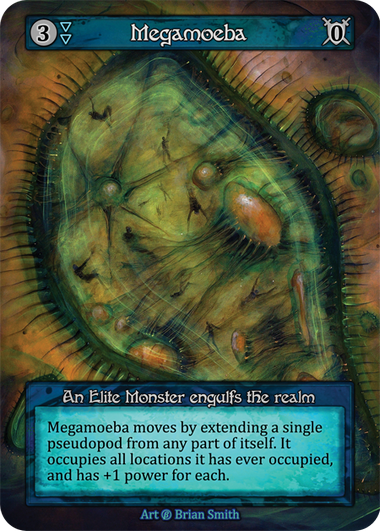 3 Megamoeba 0
An Elite Monster engulfs the realm
Megamoeba moves by extending a single
pseudopod from any part of itself. It
occupies all locations it has ever occupied,
and has +1 power for each.
Art @ Brian Smith